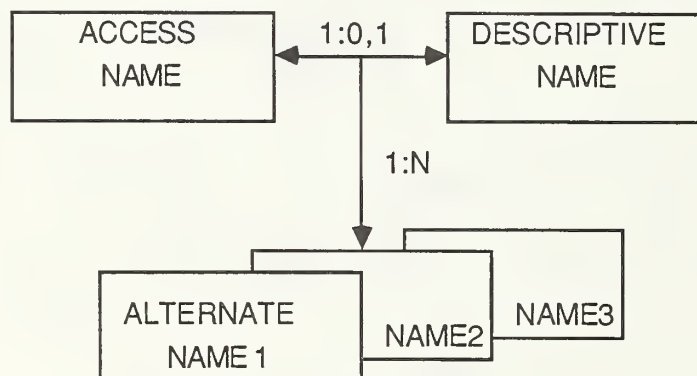 ACCESS
NAME
1:0,1
DESCRIPTIVE
NAME
1:N
ALTERNATE
NAME 1
NAME2
NAME3